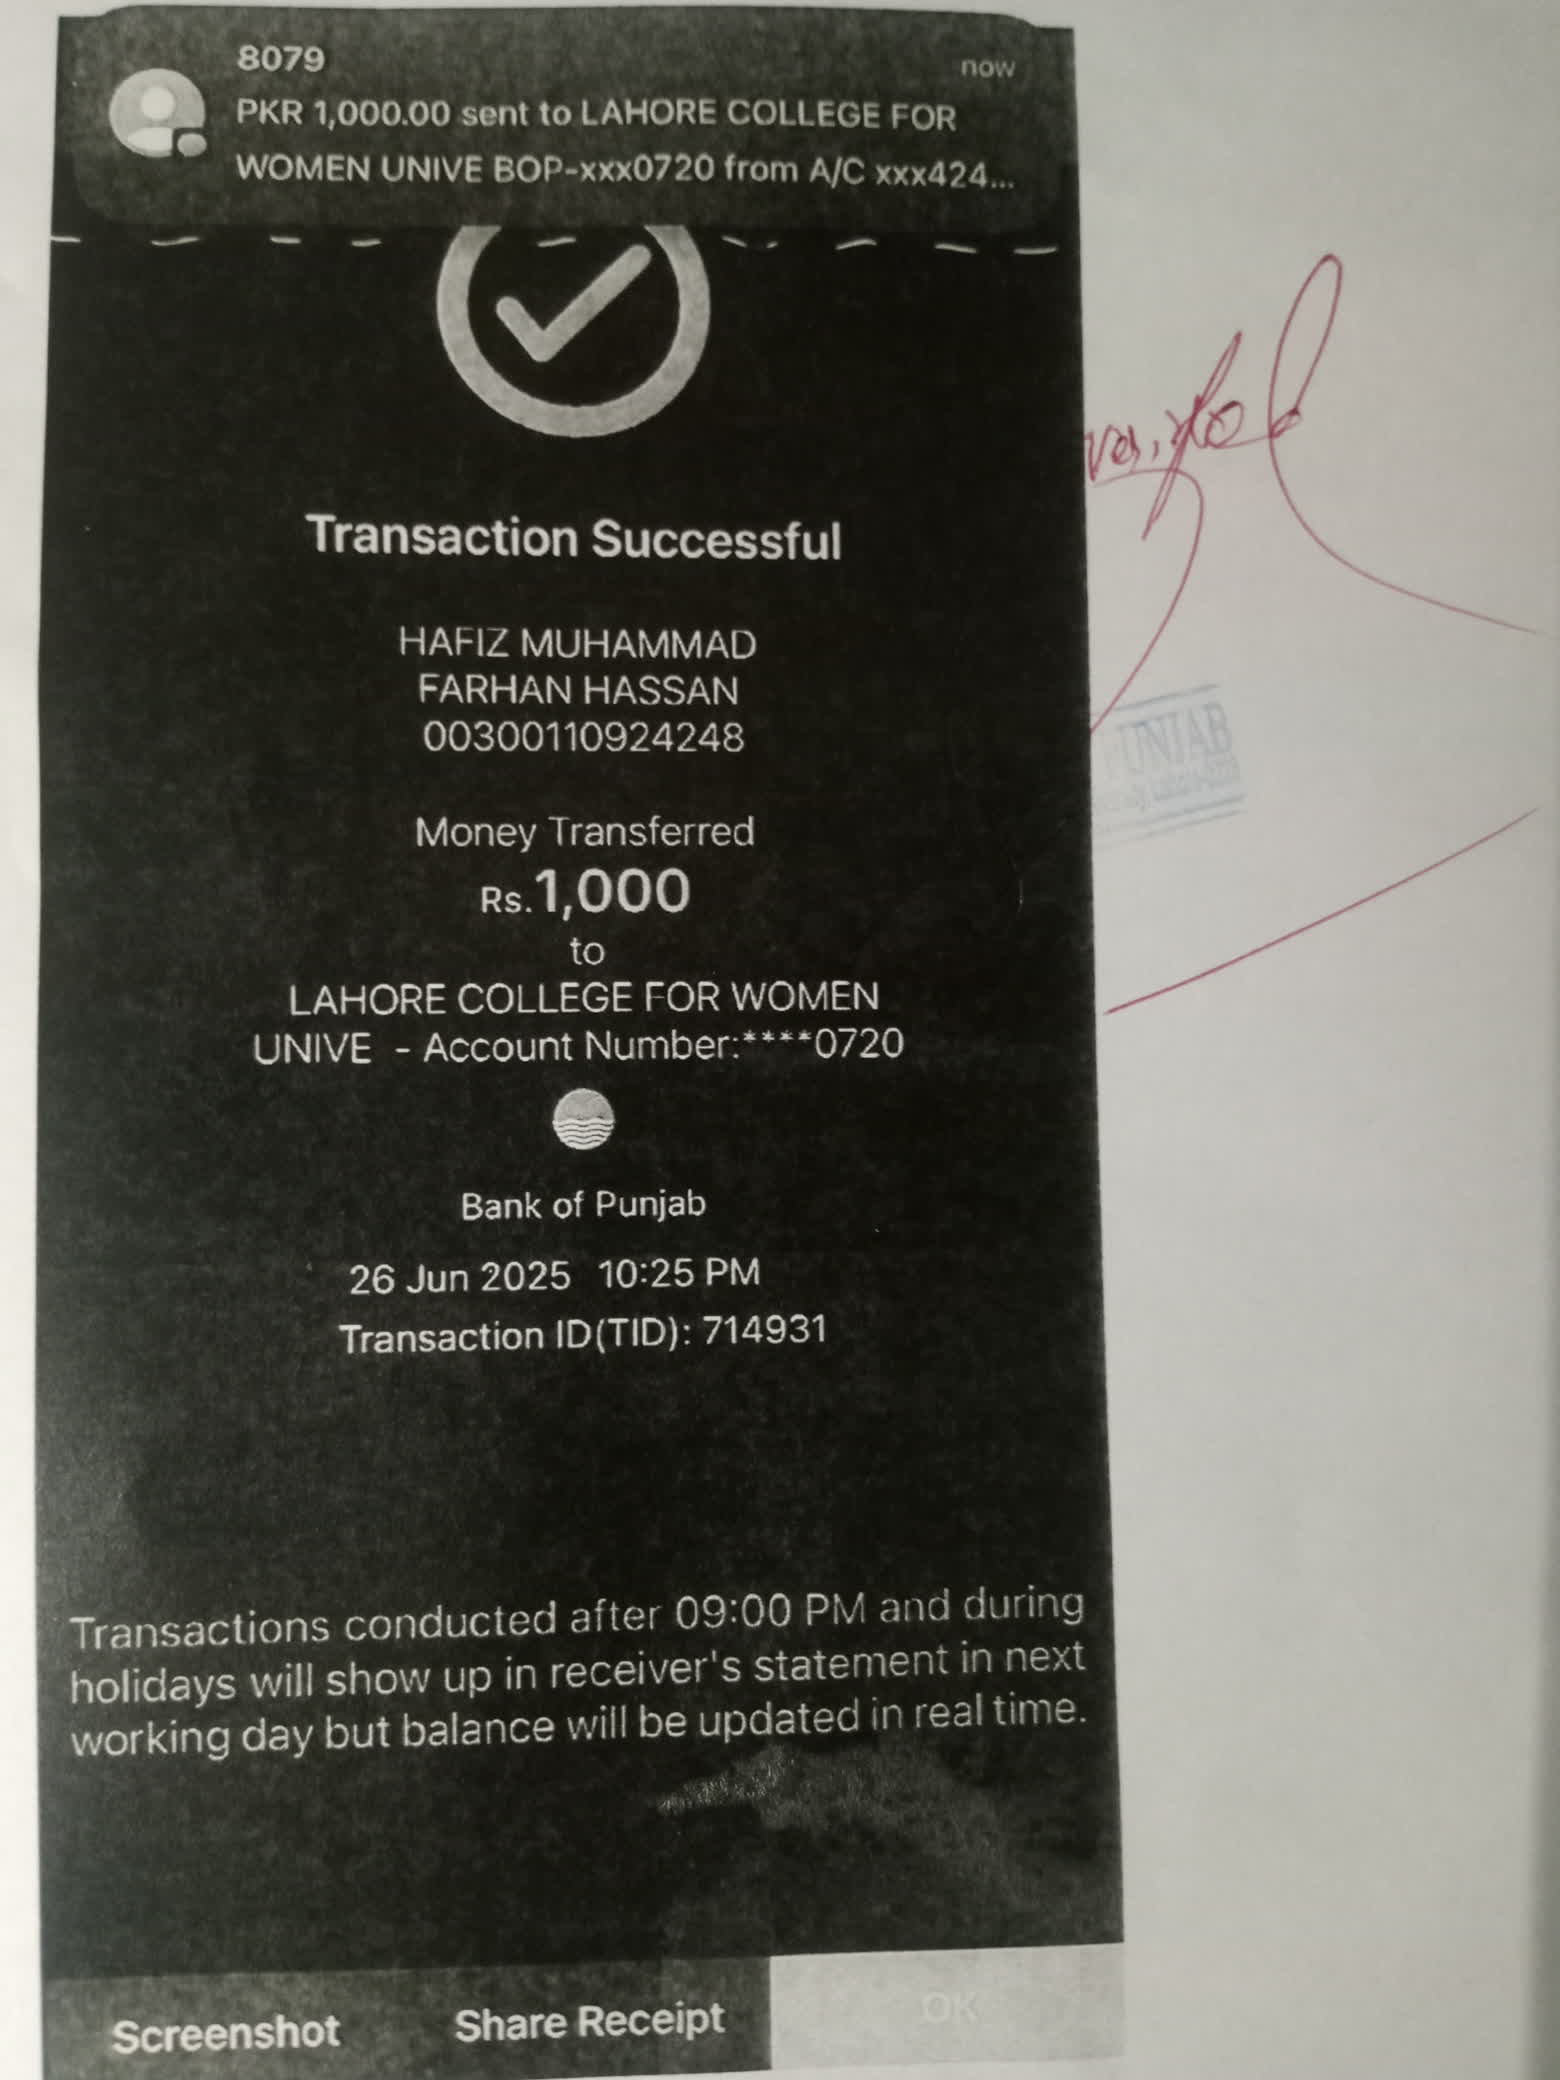 8079
now
PKR 1,000.00 sent to LAHORE COLLEGE FOR
WOMEN UNIVE BOP-xxx0720 from A/C xxx424...
Transaction Successful
HAFIZ MUHAMMAD
FARHAN HASSAN
00300110924248
Money Transferred
Rs.1,000
to
LAHORE COLLEGE FOR WOMEN
UNIVE - Account Number:****0720
Bank of Punjab
26 Jun 2025 10:25 PM
Transaction ID(TID): 714931
Transactions conducted after 09:00 PM and during
holidays will show up in receiver's statement in next
working day but balance will be updated in real time.
Screenshot
Share Receipt
OK